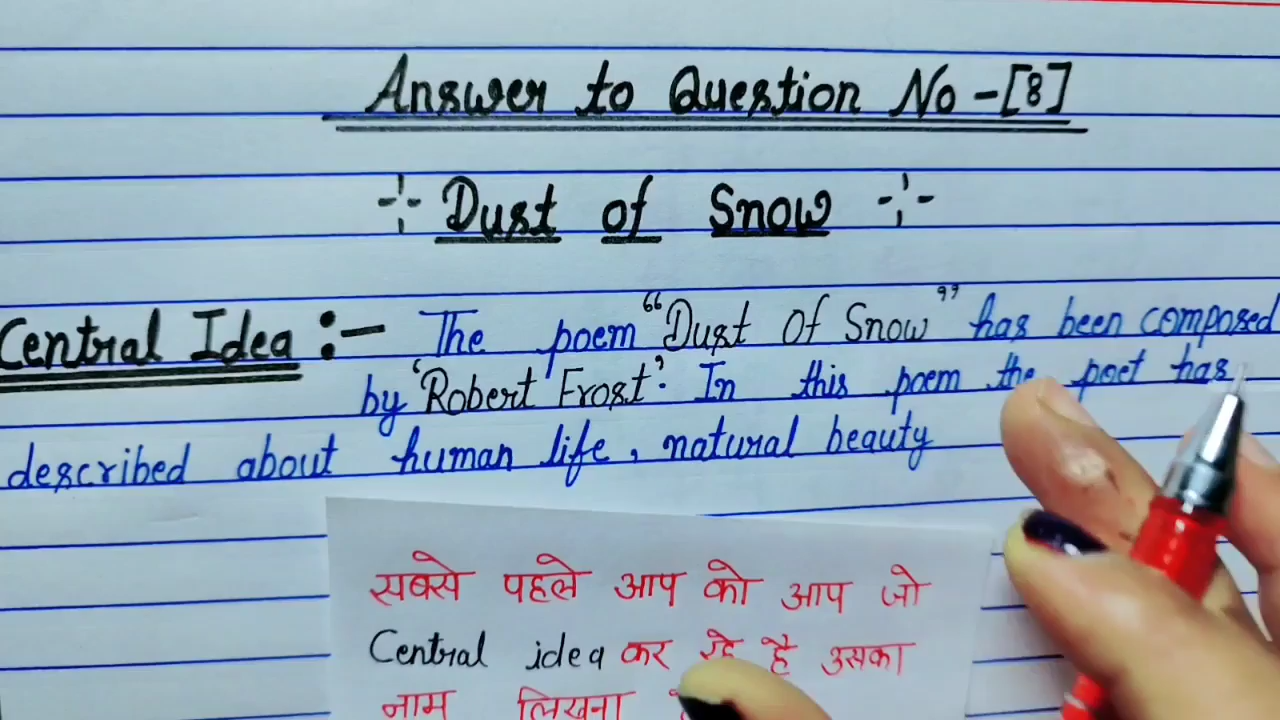 Answer to Question No-[8]
Dust of Snow
Central Idea :- The poem "Dust Of Snow" has been composed
by 'Robert Frost'. In this poem the poet has
described about human life, natural beauty
सबसे पहले आप को आप जो
Central idea कर रहे है उसका
नाम लिखना